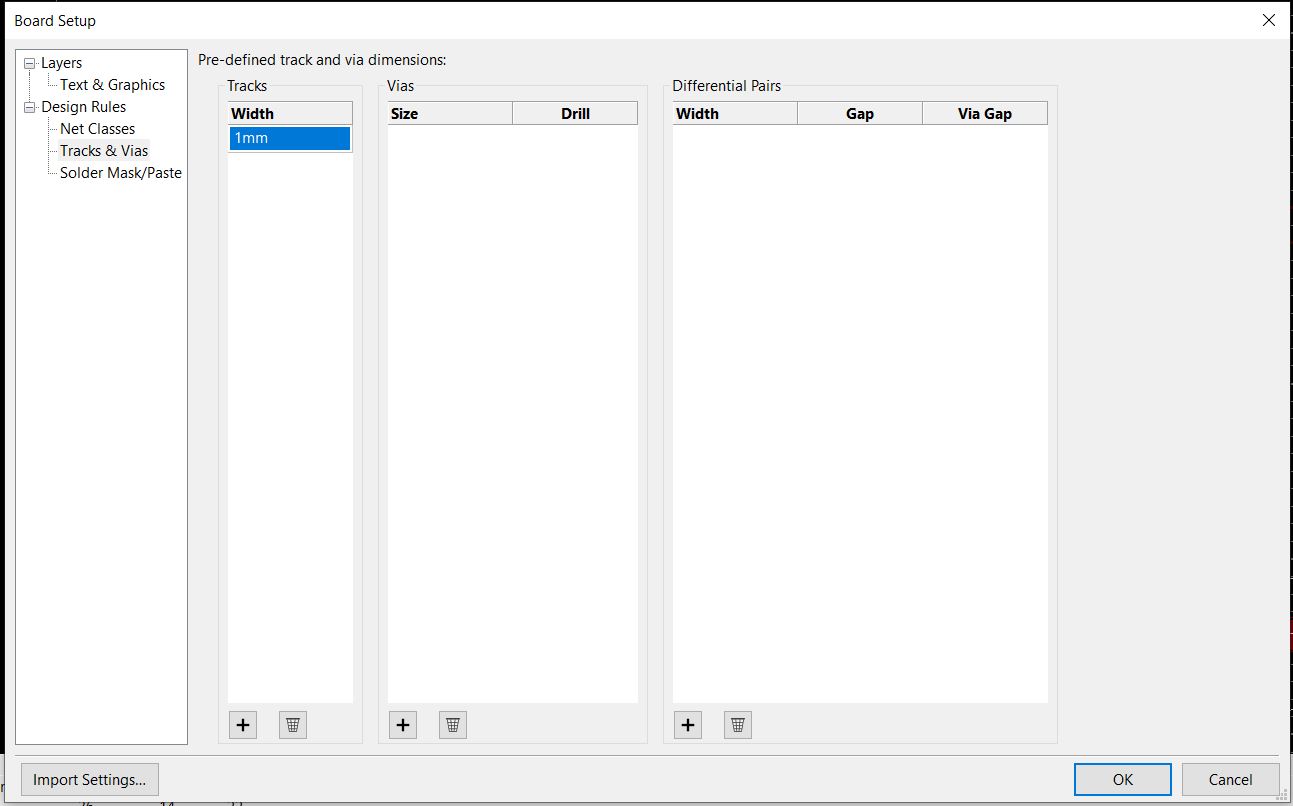 Board Setup
Layers
Text & Graphics
Design Rules
Net Classes
Tracks & Vias
Solder Mask/Paste
Pre-defined track and via dimensions:
Tracks
Width
1mm
Vias
Size Drill
Differential Pairs
Width Gap Via Gap
Import Settings...
OK
Cancel